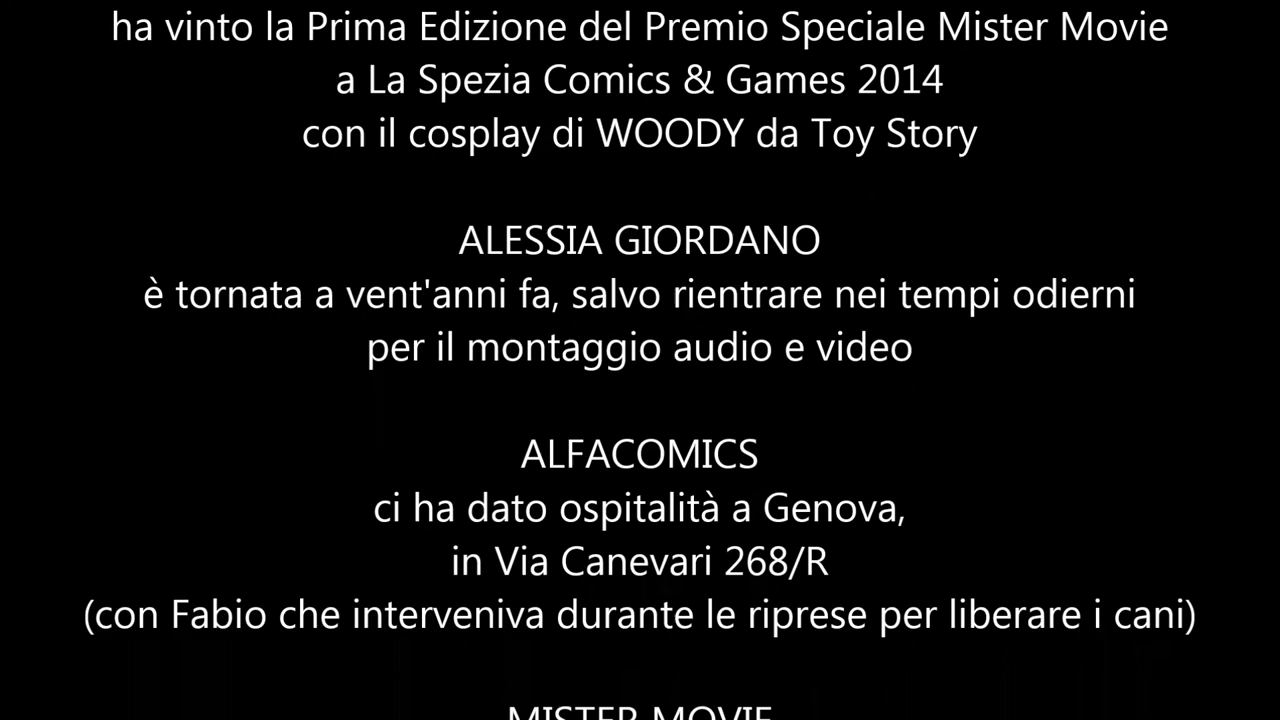 ha vinto la Prima Edizione del Premio Speciale Mister Movie
a La Spezia Comics & Games 2014
con il cosplay di WOODY da Toy Story
ALESSIA GIORDANO
è tornata a vent'anni fa, salvo rientrare nei tempi odierni
per il montaggio audio e video
ALFACOMICS
ci ha dato ospitalità a Genova,
in Via Canevari 268/R
(con Fabio che interveniva durante le riprese per liberare i cani)
MISTER MOVIE